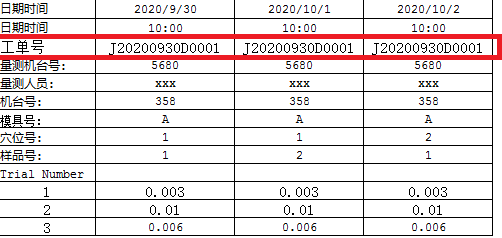 日期时间 2020/9/30 2020/10/1 2020/10/2
日期时间 10:00 10:00 10:00
工单号 J20200930D0001 J20200930D0001 J20200930D0001
量测机台号: 5680 5680 5680
量测人员: xxx xxx xxx
机台号: 358 358 358
模具号: A A A
穴位号: 1 1 2
样品号: 1 2 1
Trial Number
1 0.003 0.003 0.003
2 0.01 0.01 0.01
3 0.006 0.006 0.006